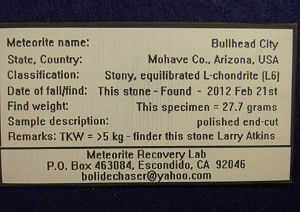 Meteorite name: Bullhead City
State, Country: Mohave Co., Arizona, USA
Classification: Stony, equilibrated L-chondrite (L6)
Date of fall/find: This stone - Found - 2012 Feb 21st
Find weight: This specimen = 27.7 grams
Sample description: polished end-cut
Remarks: TKW = >5 kg - finder this stone Larry Atkins
Meteorite Recovery Lab
P.O. Box 463084, Escondido, CA 92046
bolidechaser@yahoo.com